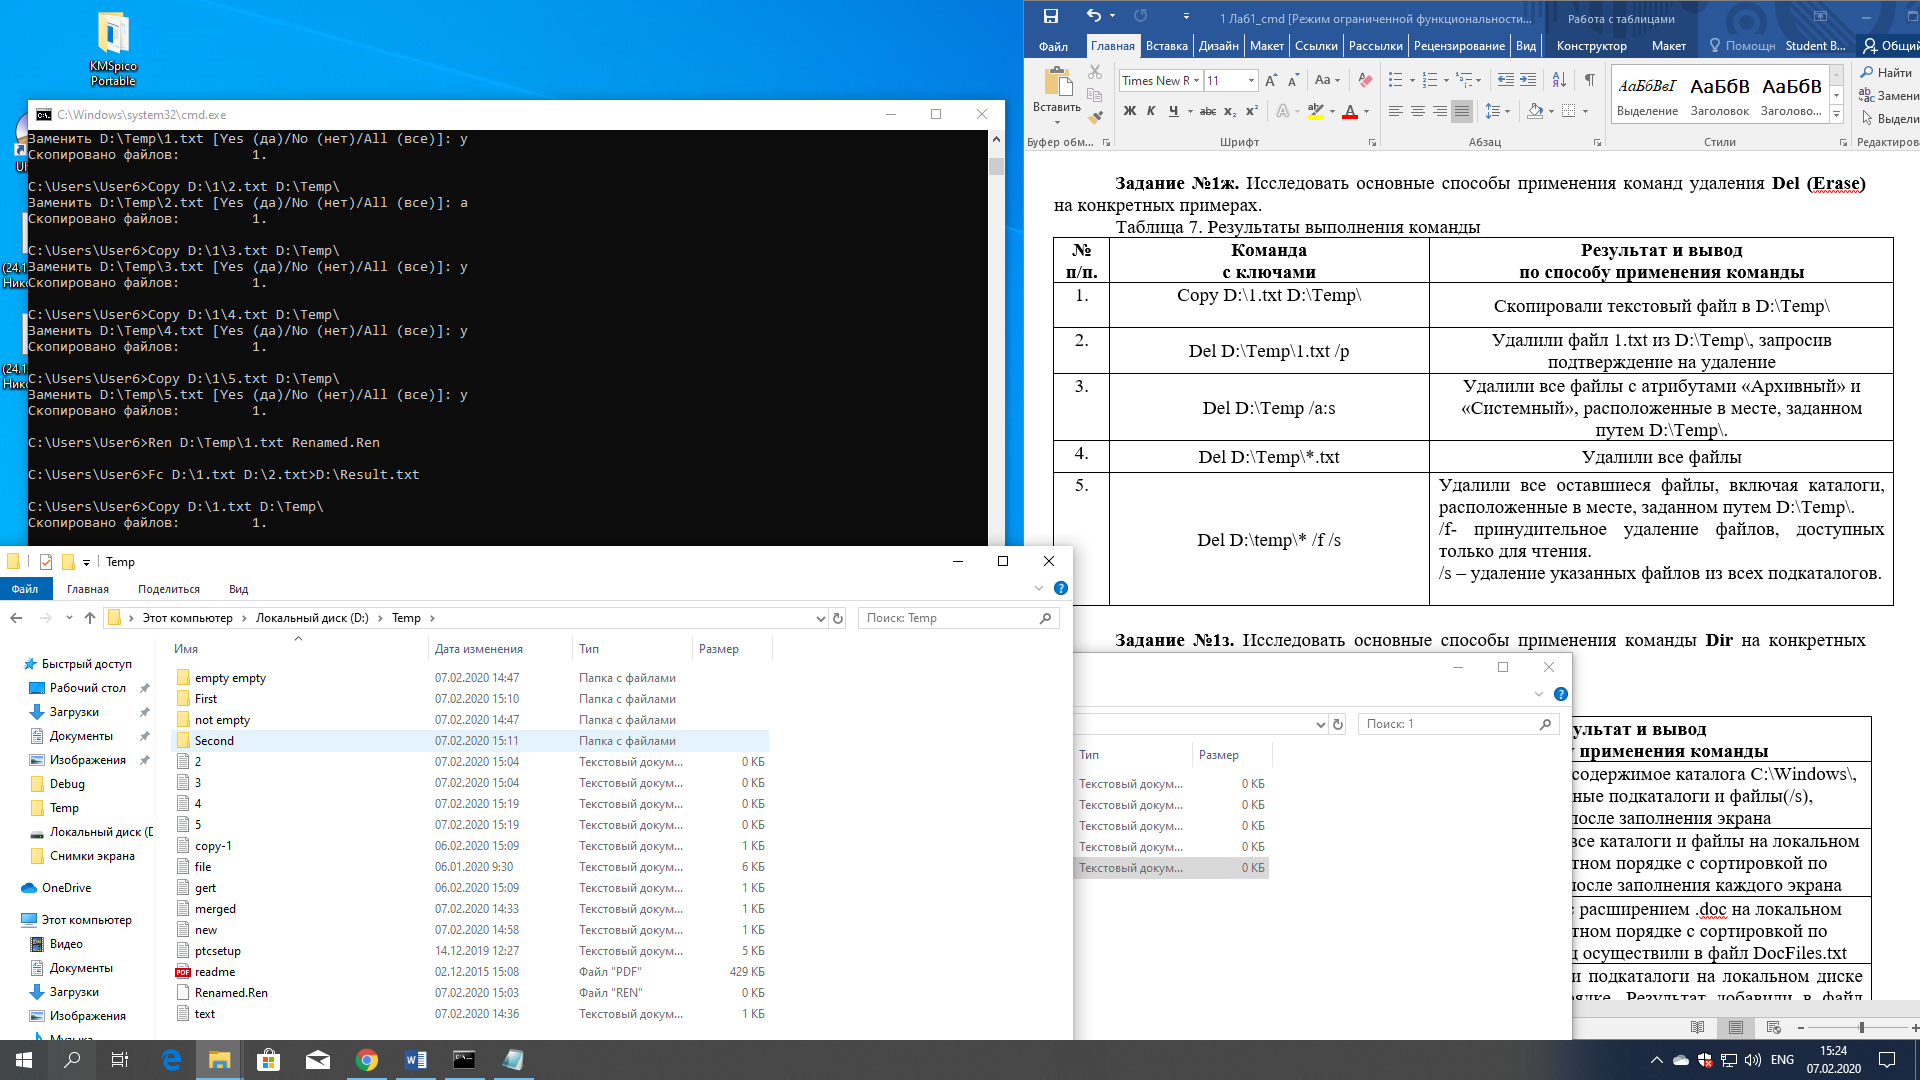 KMSpico
Portable
C:\Windows\system32\cmd.exe
Заменить D:\Temp\1.txt [Yes (да)/No (нет)/All (все)]: y
Скопировано файлов:         1.
C:\Users\User6>Copy D:\1\2.txt D:\Temp\
Заменить D:\Temp\2.txt [Yes (да)/No (нет)/All (все)]: a
Скопировано файлов:         1.
C:\Users\User6>Copy D:\1\3.txt D:\Temp\
Заменить D:\Temp\3.txt [Yes (да)/No (нет)/All (все)]: y
Скопировано файлов:         1.
C:\Users\User6>Copy D:\1\4.txt D:\Temp\
Заменить D:\Temp\4.txt [Yes (да)/No (нет)/All (все)]: y
Скопировано файлов:         1.
C:\Users\User6>Copy D:\1\5.txt D:\Temp\
Заменить D:\Temp\5.txt [Yes (да)/No (нет)/All (все)]: y
Скопировано файлов:         1.
C:\Users\User6>Ren D:\Temp\1.txt Renamed.Ren
C:\Users\User6>Fc D:\1.txt D:\2.txt>D:\Result.txt
C:\Users\User6>Copy D:\1.txt D:\Temp\
Скопировано файлов:         1.
1 Лаб1_cmd [Режим ограниченной функциональности...
Работа с таблицами
Файл Главная Вставка Дизайн Макет Ссылки Рассылки Рецензирование Вид Конструктор Макет Помощн Student B... Общий
Вставить
Times New R 11
Ж К Ч abc x₂ x²
АаБбВвІ АаБбВ АаБбВ
Выделение Заголовок Заголово...
Найти
Замени
Выдели
Буфер обм... Шрифт Абзац Стили Редактиров
Задание №1ж. Исследовать основные способы применения команд удаления Del (Erase)
на конкретных примерах.
Таблица 7. Результаты выполнения команды
№ п/п. Команда с ключами Результат и вывод по способу применения команды
1. Copy D:\1.txt D:\Temp\ Скопировали текстовый файл в D:\Temp\
2. Del D:\Temp\1.txt /p Удалили файл 1.txt из D:\Temp\, запросив
подтверждение на удаление
3. Del D:\Temp /a:s Удалили все файлы с атрибутами «Архивный» и
«Системный», расположенные в месте, заданном
путем D:\Temp\.
4. Del D:\Temp\*.txt Удалили все файлы
5. Del D:\temp\* /f /s Удалили все оставшиеся файлы, включая каталоги,
расположенные в месте, заданном путем D:\Temp\.
/f- принудительное удаление файлов, доступных
только для чтения.
/s – удаление указанных файлов из всех подкаталогов.
Задание №1з. Исследовать основные способы применения команды Dir на конкретных
Temp
Файл Главная Поделиться Вид
Этот компьютер Локальный диск (D:) Temp Поиск: Temp
Быстрый доступ
Рабочий стол
Загрузки
Документы
Изображения
Debug
Temp
Локальный диск (D
Снимки экрана
OneDrive
Этот компьютер
Видео
Документы
Загрузки
Изображения
Музыка
Имя Дата изменения Тип Размер
empty empty 07.02.2020 14:47 Папка с файлами
First 07.02.2020 15:10 Папка с файлами
not empty 07.02.2020 14:47 Папка с файлами
Second 07.02.2020 15:11 Папка с файлами
2 07.02.2020 15:04 Текстовый докум... 0 КБ
3 07.02.2020 15:04 Текстовый докум... 0 КБ
4 07.02.2020 15:19 Текстовый докум... 0 КБ
5 07.02.2020 15:19 Текстовый докум... 0 КБ
copy-1 06.02.2020 15:09 Текстовый докум... 1 КБ
file 06.01.2020 9:30 Текстовый докум... 6 КБ
gert 06.02.2020 15:09 Текстовый докум... 1 КБ
merged 07.02.2020 14:33 Текстовый докум... 1 КБ
new 07.02.2020 14:58 Текстовый докум... 1 КБ
ptcsetup 14.12.2019 12:27 Текстовый докум... 5 КБ
readme 02.12.2015 15:08 Файл "PDF" 429 КБ
Renamed.Ren 07.02.2020 15:03 Файл "REN" 0 КБ
text 07.02.2020 14:36 Текстовый докум... 1 КБ
Поиск: 1
Тип Размер
Текстовый докум... 0 КБ
Текстовый докум... 0 КБ
Текстовый докум... 0 КБ
Текстовый докум... 0 КБ
Текстовый докум... 0 КБ
ультат и вывод
применения команды
содержимое каталога C:\Windows\,
ные подкаталоги и файлы(/s),
после заполнения экрана
все каталоги и файлы на локальном
тном порядке с сортировкой по
после заполнения каждого экрана
с расширением .doc на локальном
тном порядке с сортировкой по
осуществили в файл DocFiles.txt
и подкаталоги на локальном диске
рядке. Результат добавили в файл
ENG
15:24
07.02.2020